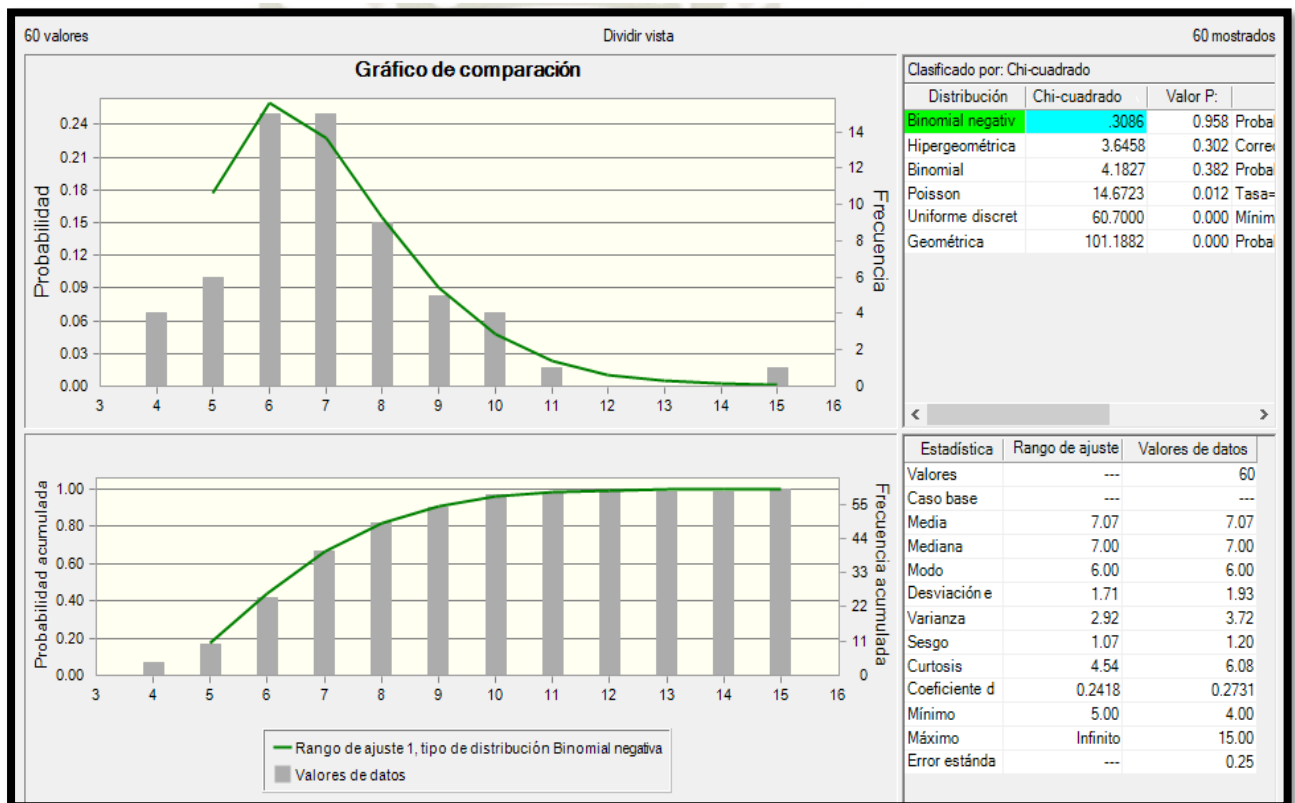 60 valores Dividir vista 60 mostrados
Gráfico de comparación
Probabilidad
0.24
0.21
0.18
0.15
0.12
0.09
0.06
0.03
0.00
14
12
10
8
6
4
2
0
Frecuencia
3 4 5 6 7 8 9 10 11 12 13 14 15 16
Clasificado por: Chi-cuadrado
Distribución Chi-cuadrado Valor P:
Binomial negativ .3086 0.958 Proba
Hipergeométrica 3.6458 0.302 Corre
Binomial 4.1827 0.382 Proba
Poisson 14.6723 0.012 Tasa=
Uniforme discret 60.7000 0.000 Mínim
Geométrica 101.1882 0.000 Proba
Probabilidad acumulada
1.00
0.80
0.60
0.40
0.20
0.00
55
44
33
22
11
0
Frecuencia acumulada
3 4 5 6 7 8 9 10 11 12 13 14 15 16
Rango de ajuste 1, tipo de distribución Binomial negativa
Valores de datos
Estadística Rango de ajuste Valores de datos
Valores --- 60
Caso base --- ---
Media 7.07 7.07
Mediana 7.00 7.00
Modo 6.00 6.00
Desviación e 1.71 1.93
Varianza 2.92 3.72
Sesgo 1.07 1.20
Curtosis 4.54 6.08
Coeficiente d 0.2418 0.2731
Mínimo 5.00 4.00
Máximo Infinito 15.00
Error estánda --- 0.25